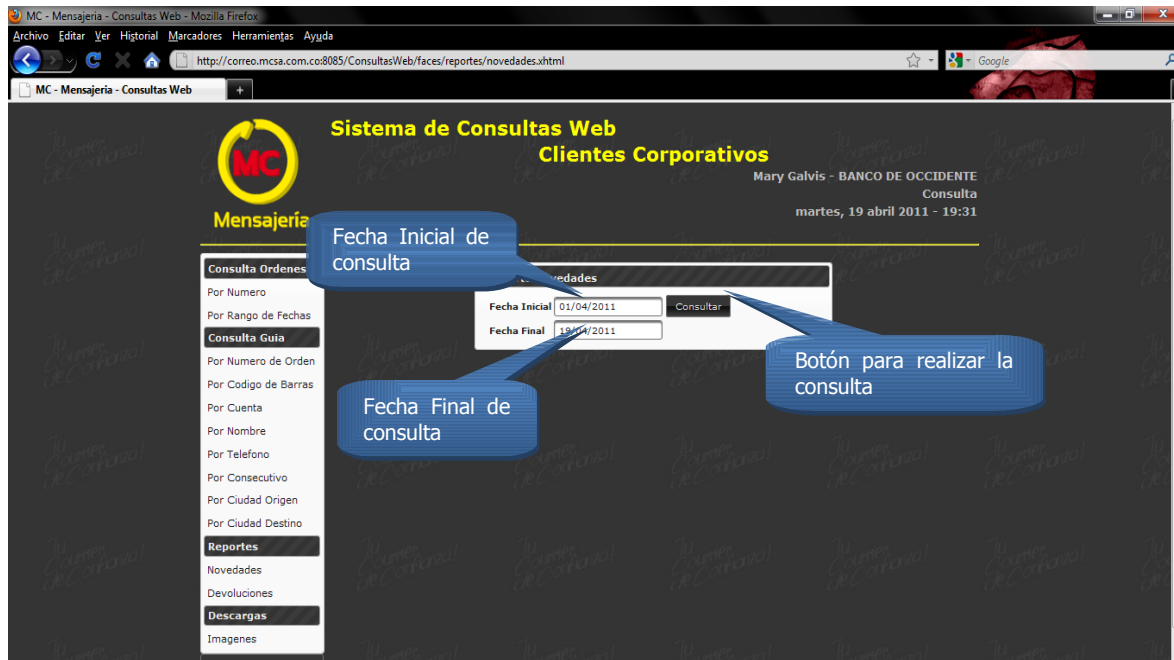 MC - Mensajeria - Consultas Web - Mozilla Firefox
Archivo Editar Ver Historial Marcadores Herramientas Ayuda
http://correo.mcsa.com.co:8085/ConsultasWeb/faces/reportes/novedades.xhtml
Google
MC - Mensajeria - Consultas Web
MC
Mensajería
Sistema de Consultas Web
Clientes Corporativos
Mary Galvis - BANCO DE OCCIDENTE
Consulta
martes, 19 abril 2011 - 19:31
Fecha Inicial de
consulta
Consulta Ordenes
Por Numero
Por Rango de Fechas
Consulta Guia
Por Numero de Orden
Por Codigo de Barras
Por Cuenta
Por Nombre
Por Telefono
Por Consecutivo
Por Ciudad Origen
Por Ciudad Destino
Reportes
Novedades
Devoluciones
Descargas
Imagenes
Fecha Inicial 01/04/2011 Consultar
Fecha Final 19/04/2011
Botón para realizar la
consulta
Fecha Final de
consulta